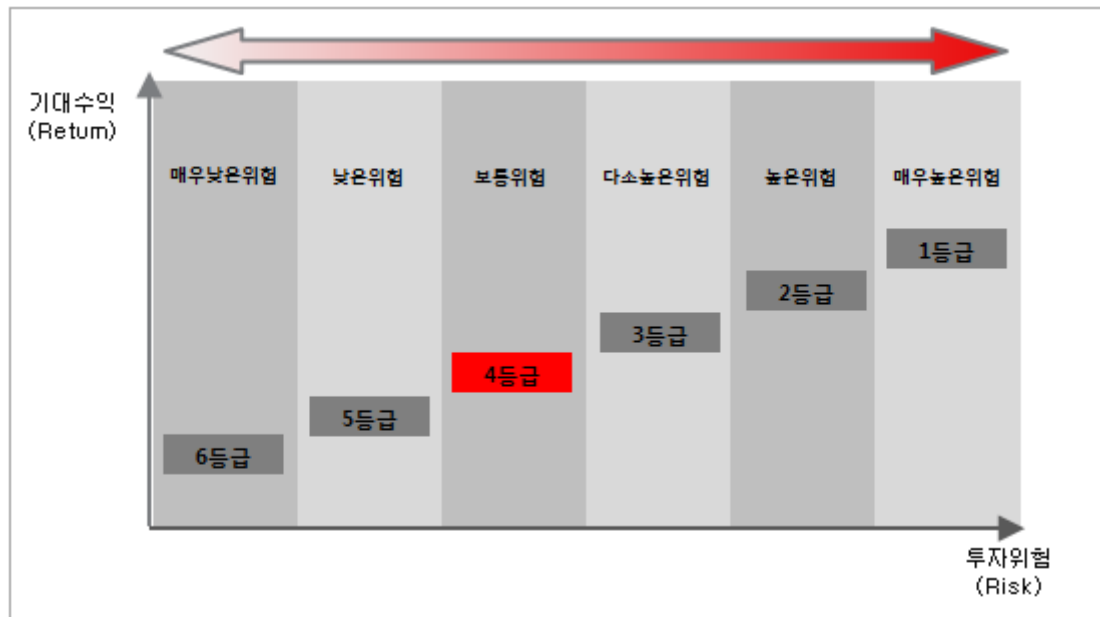 기대수익
(Return)
매우낮은위험 낮은위험 보통위험 다소높은위험 높은위험 매우높은위험
1등급
2등급
3등급
4등급
5등급
6등급
투자위험
(Risk)